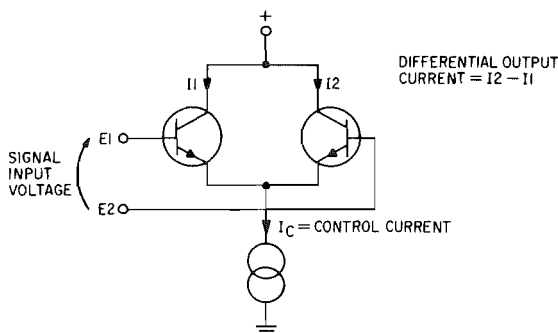 +
I1
I2
DIFFERENTIAL OUTPUT
CURRENT = I2 – I1
E1
SIGNAL
INPUT
VOLTAGE
E2
IC = CONTROL CURRENT